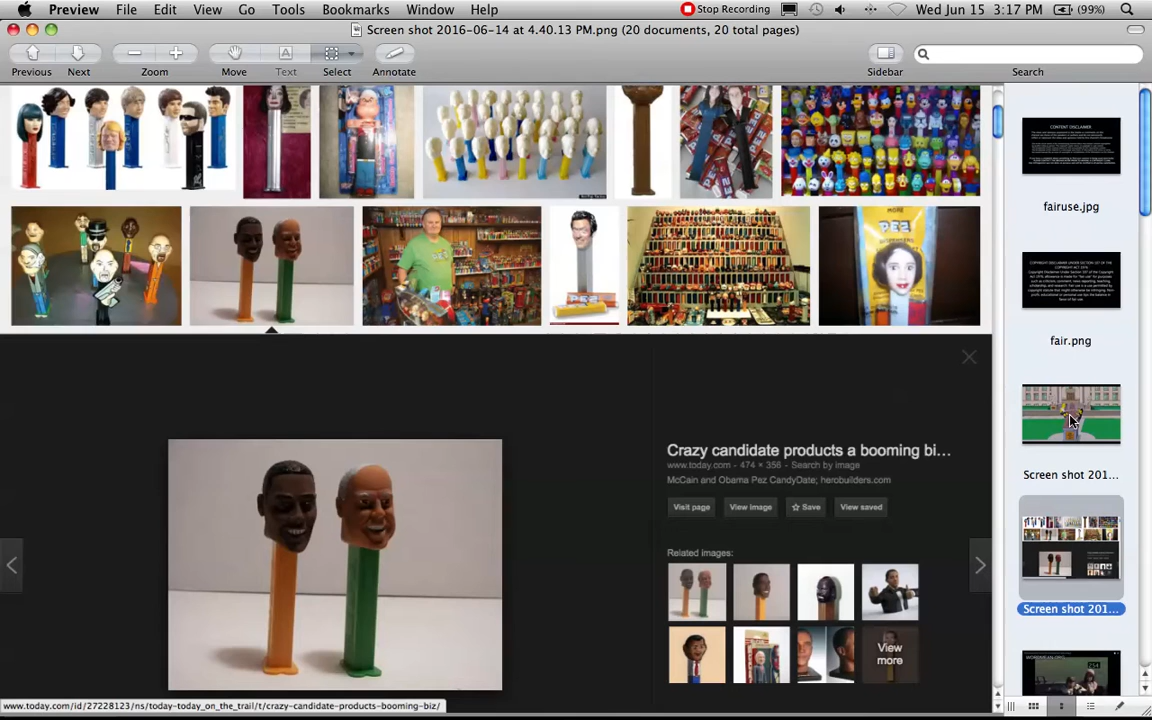 Preview File Edit View Go Tools Bookmarks Window Help Stop Recording Wed Jun 15 3:17 PM (99%)
Screen shot 2016-06-14 at 4.40.13 PM.png (20 documents, 20 total pages)
Previous Next Zoom Move Text Select Annotate Sidebar Search
PEZ
PEZ
CONTENT DISCLAIMER
fairuse.jpg
fair.png
Screen shot 201...
Screen shot 201...
Crazy candidate products a booming bi...
www.today.com - 474 × 356 - Search by image
McCain and Obama Pez CandyDate; herobuilders.com
Visit page View image Save View saved
Related images:
View more
254
www.today.com/id/27228123/ns/today-today_on_the_trail/t/crazy-candidate-products-booming-biz/